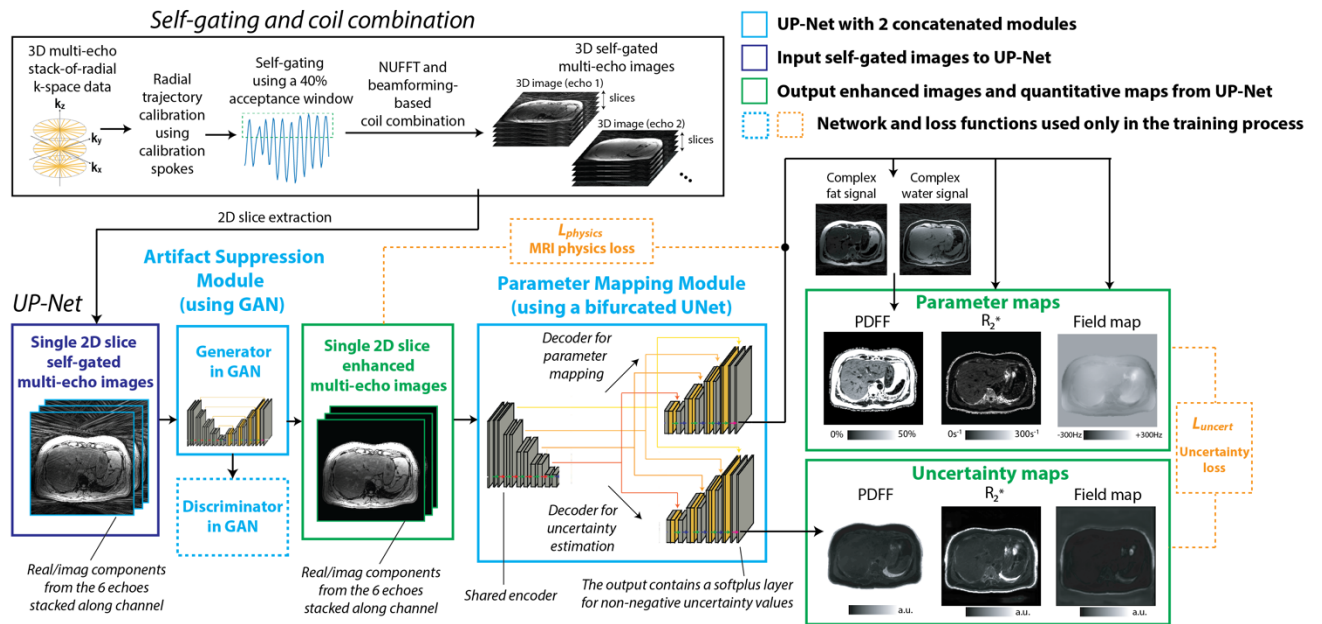 Self-gating and coil combination
3D multi-echo
stack-of-radial
k-space data
kz
ky
kx
Radial
trajectory
calibration
using
calibration
spokes
Self-gating
using a 40%
acceptance window
NUFFT and
beamforming-
based
coil combination
3D self-gated
multi-echo images
3D image (echo 1)
slices
3D image (echo 2)
slices
UP-Net with 2 concatenated modules
Input self-gated images to UP-Net
Output enhanced images and quantitative maps from UP-Net
Network and loss functions used only in the training process
2D slice extraction
Lphysics
MRI physics loss
Complex
fat signal
Complex
water signal
UP-Net
Artifact Suppression
Module
(using GAN)
Parameter Mapping Module
(using a bifurcated UNet)
Single 2D slice
self-gated
multi-echo images
Generator
in GAN
Discriminator
in GAN
Single 2D slice
enhanced
multi-echo images
Decoder for
parameter
mapping
Decoder for
uncertainty
estimation
Real/imag components
from the 6 echoes
stacked along channel
Real/imag components
from the 6 echoes
stacked along channel
Shared encoder
The output contains a softplus layer
for non-negative uncertainty values
Parameter maps
PDFF
R2*
Field map
0% 50%
0s-1 300s-1
-300Hz +300Hz
Luncert
Uncertainty
loss
Uncertainty maps
PDFF
R2*
Field map
a.u.
a.u.
a.u.